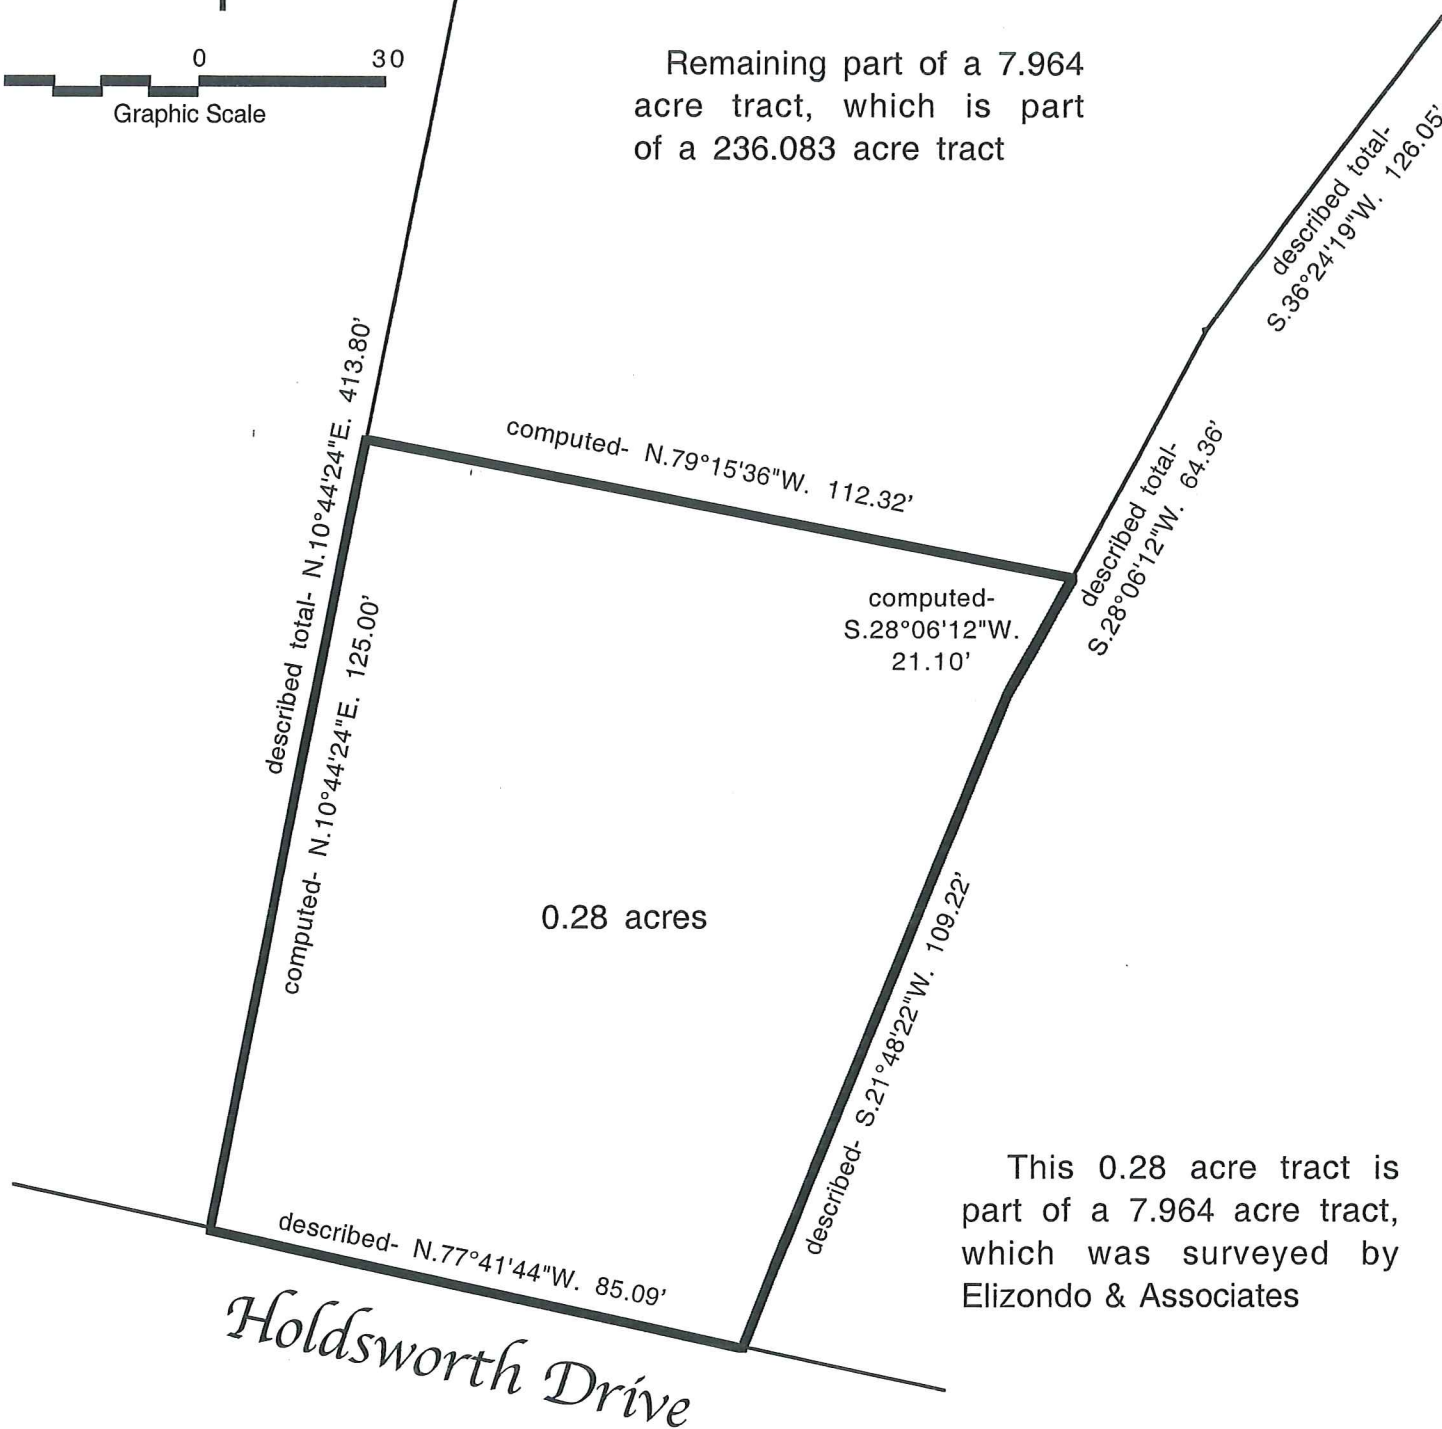 0 30
Graphic Scale
Remaining part of a 7.964
acre tract, which is part
of a 236.083 acre tract
described total-
S.36°24'19"W. 126.05'
described total- N.10°44'24"E. 413.80'
computed- N.79°15'36"W. 112.32'
described total-
S.28°06'12"W. 64.36'
computed-
S.28°06'12"W.
21.10'
computed- N.10°44'24"E. 125.00'
0.28 acres
described- S.21°48'22"W. 109.22'
This 0.28 acre tract is
part of a 7.964 acre tract,
which was surveyed by
Elizondo & Associates
described- N.77°41'44"W. 85.09'
Holdsworth Drive